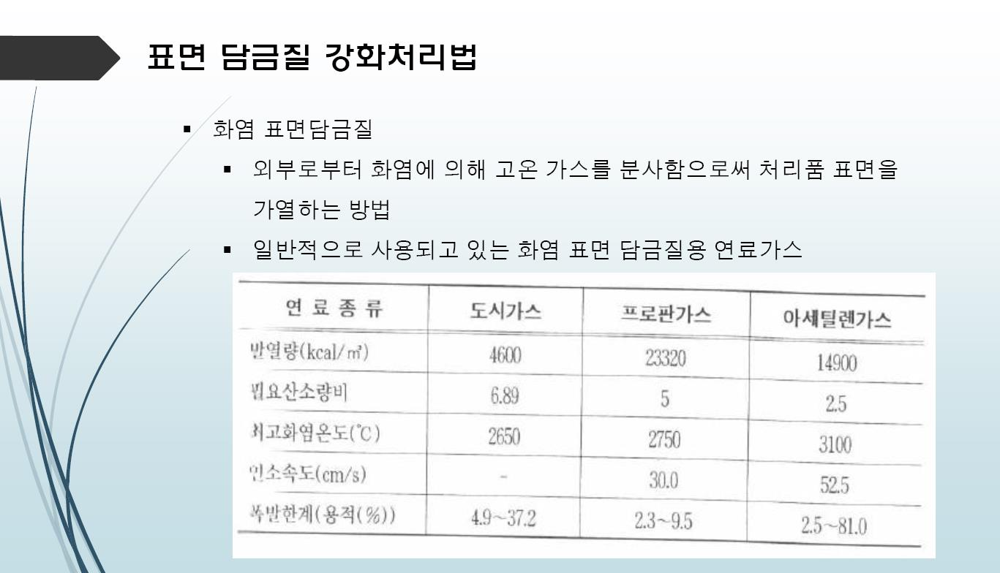 표면 담금질 강화처리법
▪ 화염 표면담금질
▪ 외부로부터 화염에 의해 고온 가스를 분사함으로써 처리품 표면을
가열하는 방법
▪ 일반적으로 사용되고 있는 화염 표면 담금질용 연료가스
연 료 종 류 도시가스 프로판가스 아세틸렌가스
발열량(kcal/㎥) 4600 23320 14900
필요산소량비 6.89 5 2.5
최고화염온도(℃) 2650 2750 3100
연소속도(cm/s) - 30.0 52.5
폭발한계(용적(%)) 4.9~37.2 2.3~9.5 2.5~81.0